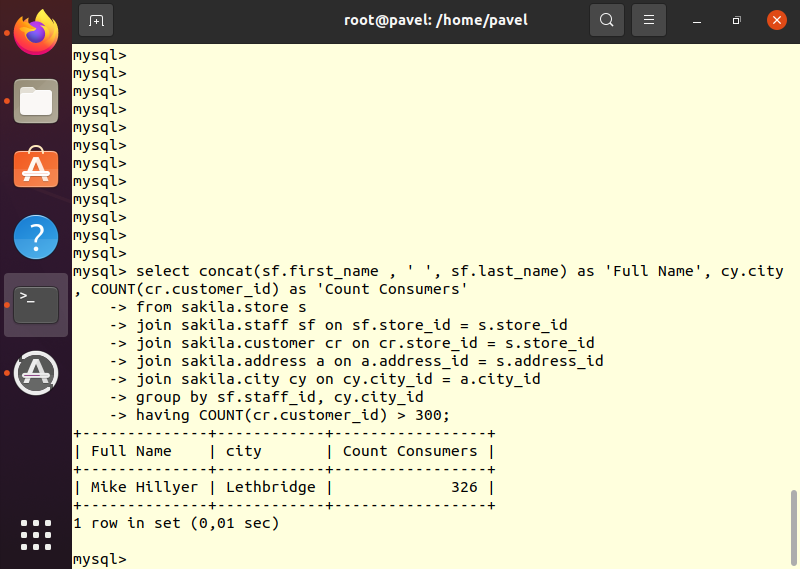 root@pavel: /home/pavel
mysql>
mysql>
mysql>
mysql>
mysql>
mysql>
mysql>
mysql>
mysql>
mysql>
mysql>
mysql>
mysql> select concat(sf.first_name , ' ', sf.last_name) as 'Full Name', cy.city
, COUNT(cr.customer_id) as 'Count Consumers'
    -> from sakila.store s
    -> join sakila.staff sf on sf.store_id = s.store_id
    -> join sakila.customer cr on cr.store_id = s.store_id
    -> join sakila.address a on a.address_id = s.address_id
    -> join sakila.city cy on cy.city_id = a.city_id
    -> group by sf.staff_id, cy.city_id
    -> having COUNT(cr.customer_id) > 300;
+--------------+------------+-----------------+
| Full Name    | city       | Count Consumers |
+--------------+------------+-----------------+
| Mike Hillyer | Lethbridge |             326 |
+--------------+------------+-----------------+
1 row in set (0,01 sec)
mysql>